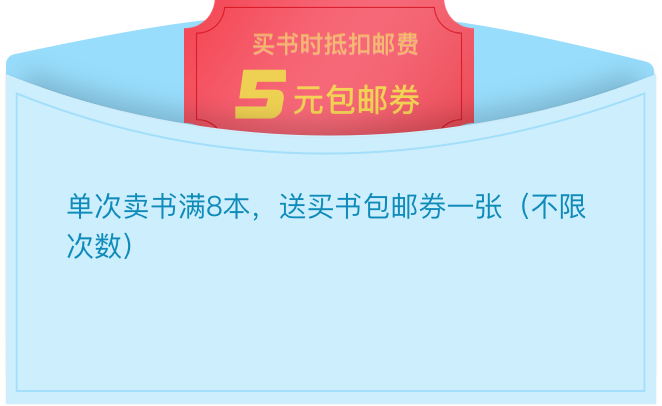 买书时抵扣邮费
5元包邮券
单次卖书满8本，送买书包邮券一张（不限
次数）